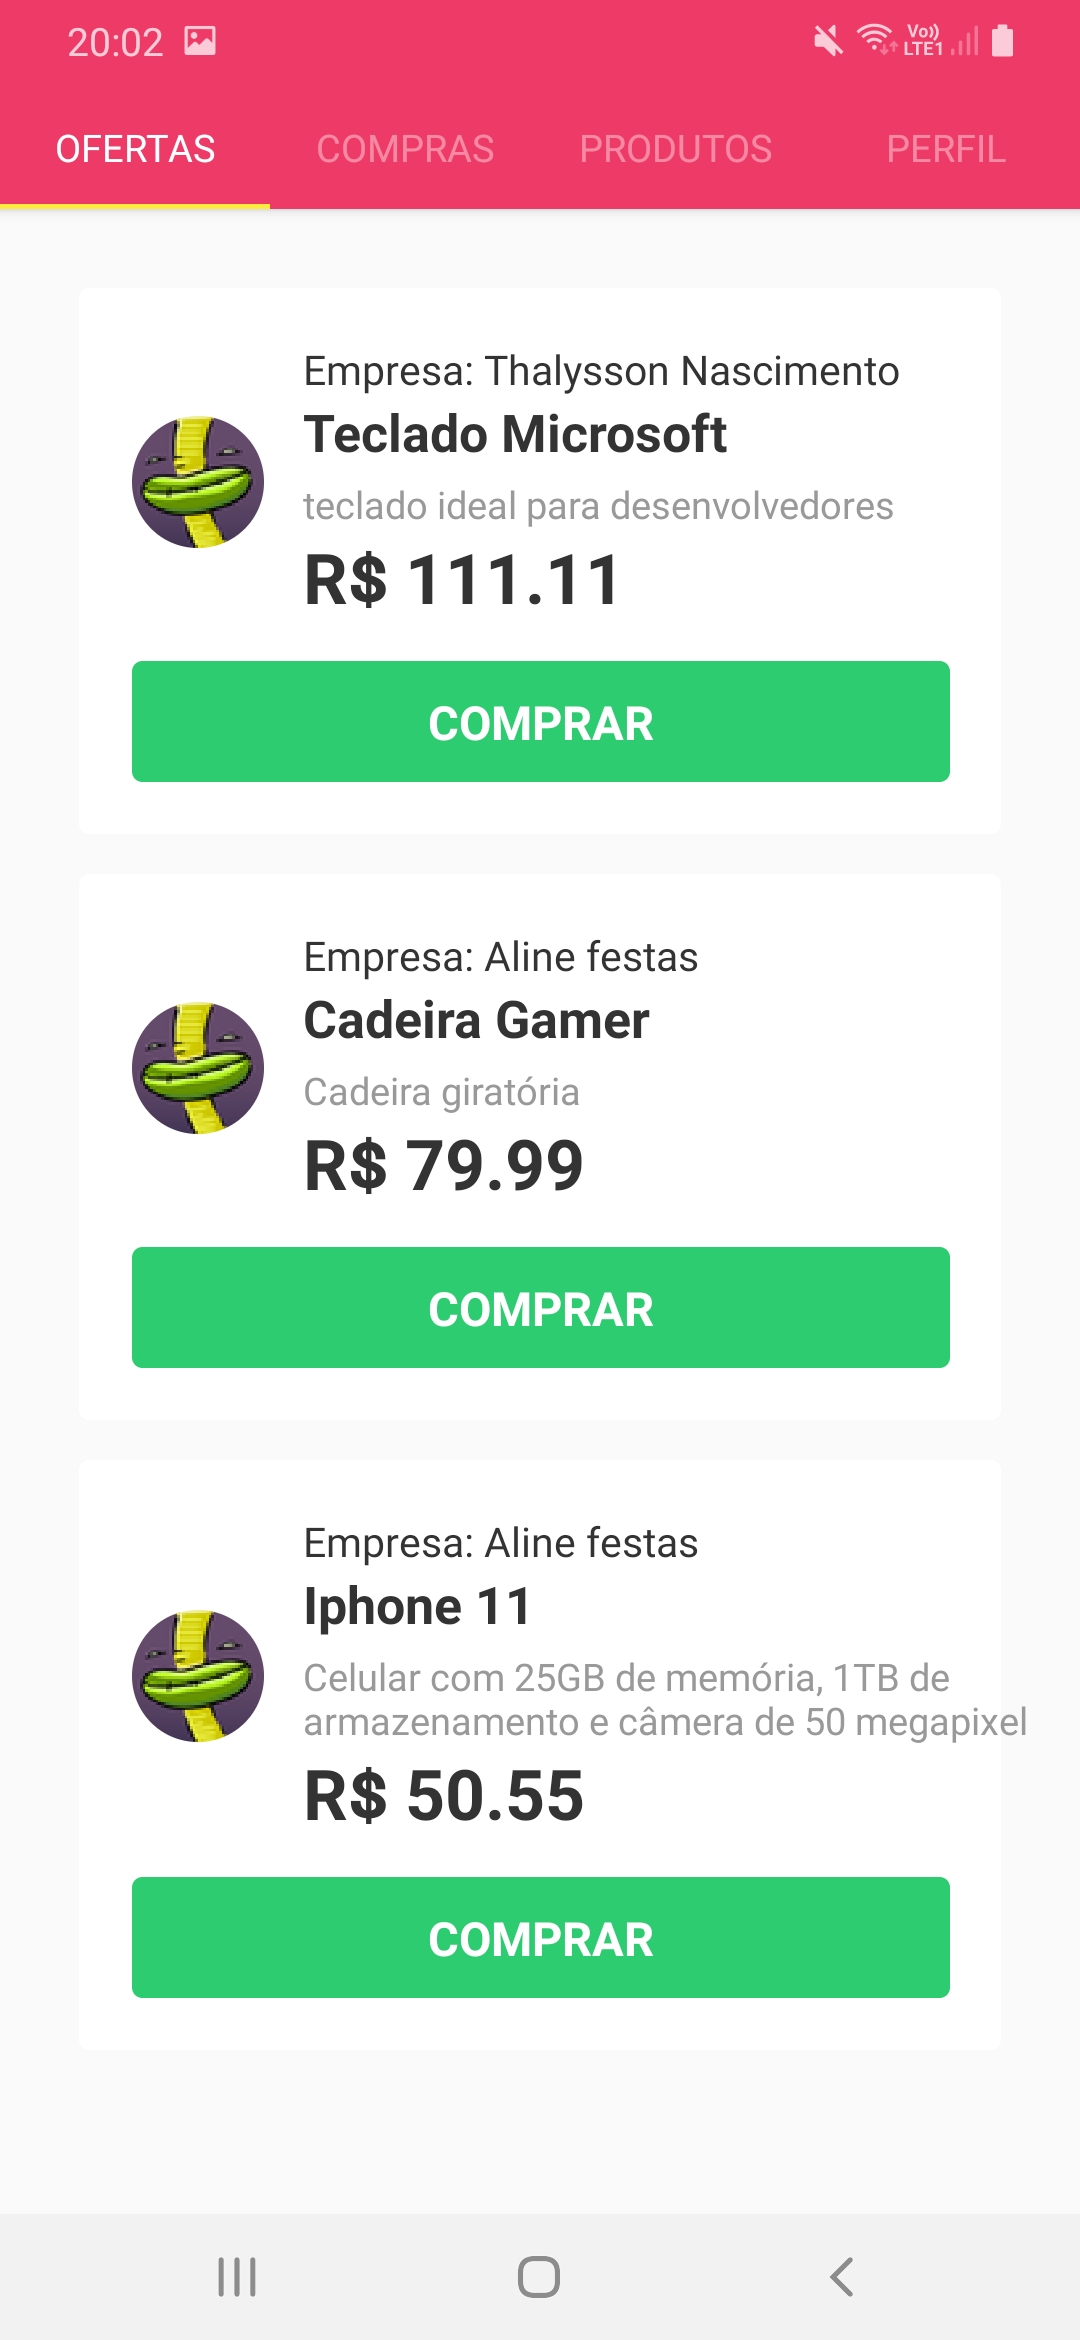 20:02
Vo)) LTE1
OFERTAS COMPRAS PRODUTOS PERFIL
Empresa: Thalysson Nascimento
Teclado Microsoft
teclado ideal para desenvolvedores
R$ 111.11
COMPRAR
Empresa: Aline festas
Cadeira Gamer
Cadeira giratória
R$ 79.99
COMPRAR
Empresa: Aline festas
Iphone 11
Celular com 25GB de memória, 1TB de
armazenamento e câmera de 50 megapixel
R$ 50.55
COMPRAR